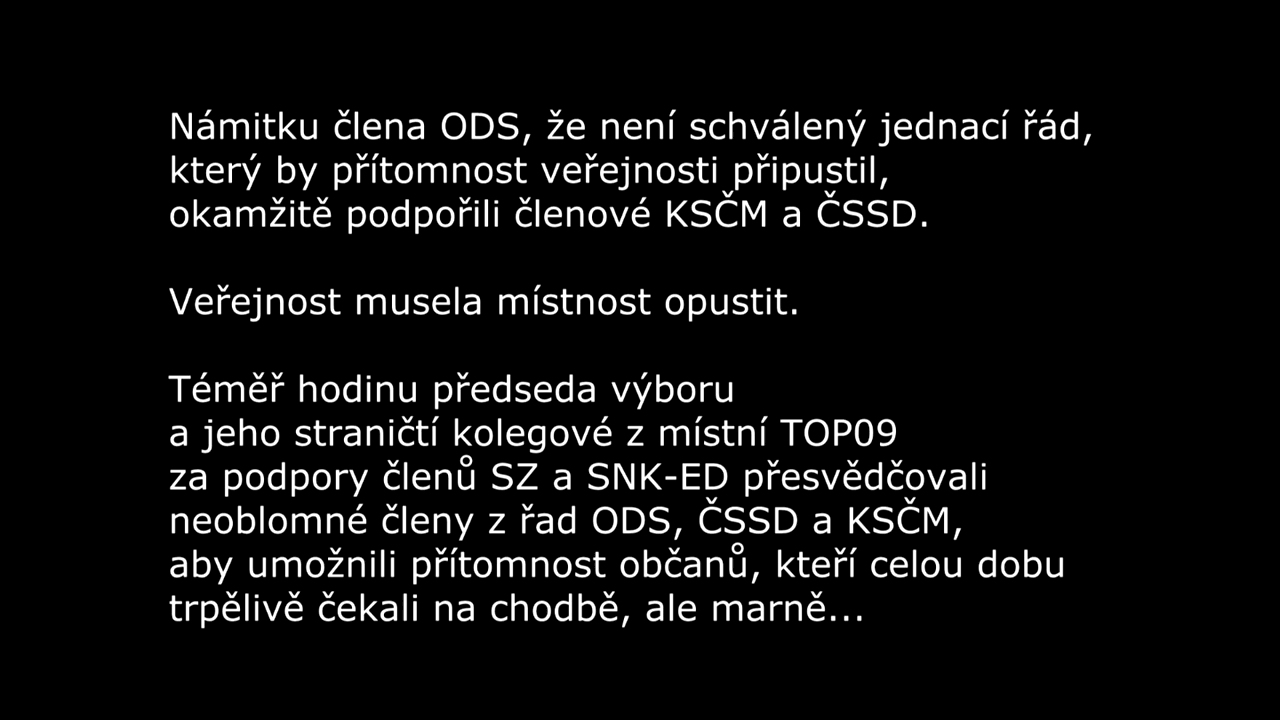 Námitku člena ODS, že není schválený jednací řád,
který by přítomnost veřejnosti připustil,
okamžitě podpořili členové KSČM a ČSSD.
Veřejnost musela místnost opustit.
Téměř hodinu předseda výboru
a jeho straničtí kolegové z místní TOP09
za podpory členů SZ a SNK-ED přesvědčovali
neoblomné členy z řad ODS, ČSSD a KSČM,
aby umožnili přítomnost občanů, kteří celou dobu
trpělivě čekali na chodbě, ale marně...